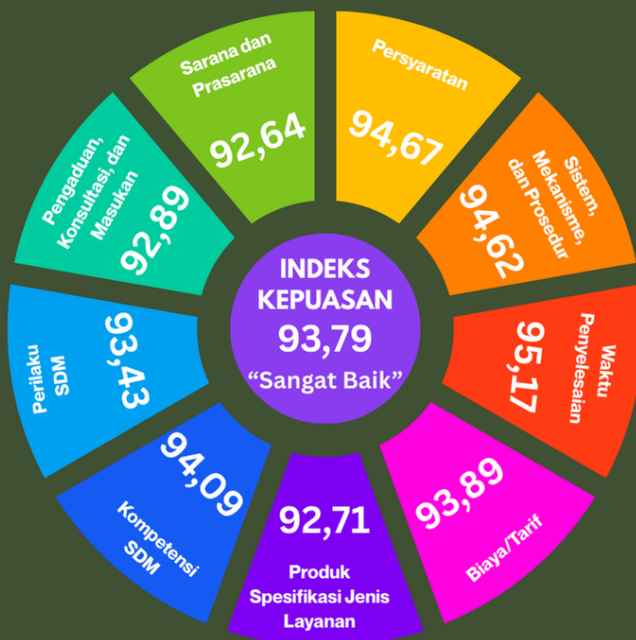 INDEKS
KEPUASAN
93,79
“Sangat Baik”
Persyaratan
94,67
Sistem,
Mekanisme,
dan Prosedur
94,62
Waktu
Penyelesaian
95,17
Biaya/Tarif
93,89
92,71
Produk
Spesifikasi Jenis
Layanan
94,09
Kompetensi
SDM
Perilaku
SDM
93,43
Pengaduan,
Konsultasi, dan
Masukan
92,89
Sarana dan
Prasarana
92,64